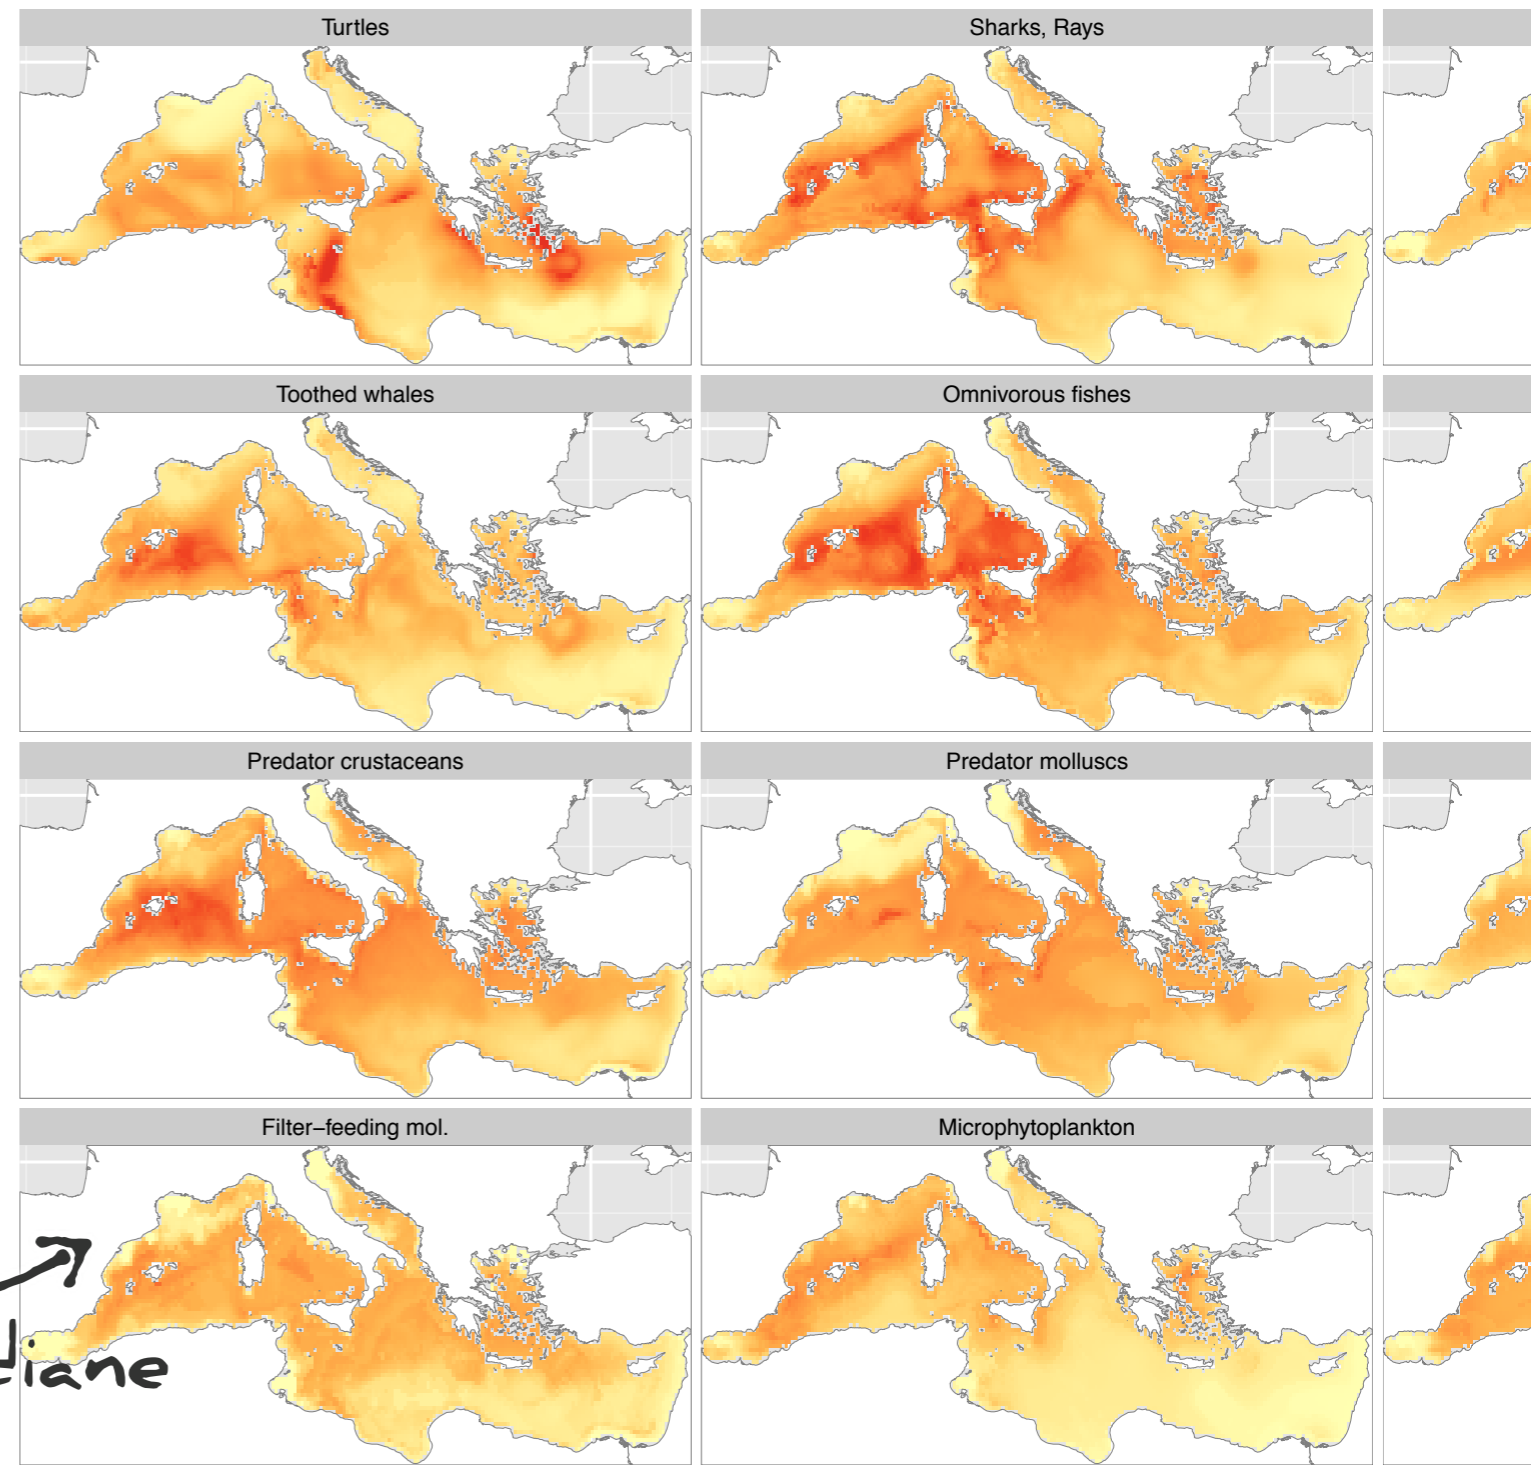 Turtles
Sharks, Rays
Toothed whales
Omnivorous fishes
Predator crustaceans
Predator molluscs
Filter−feeding mol.
Microphytoplankton